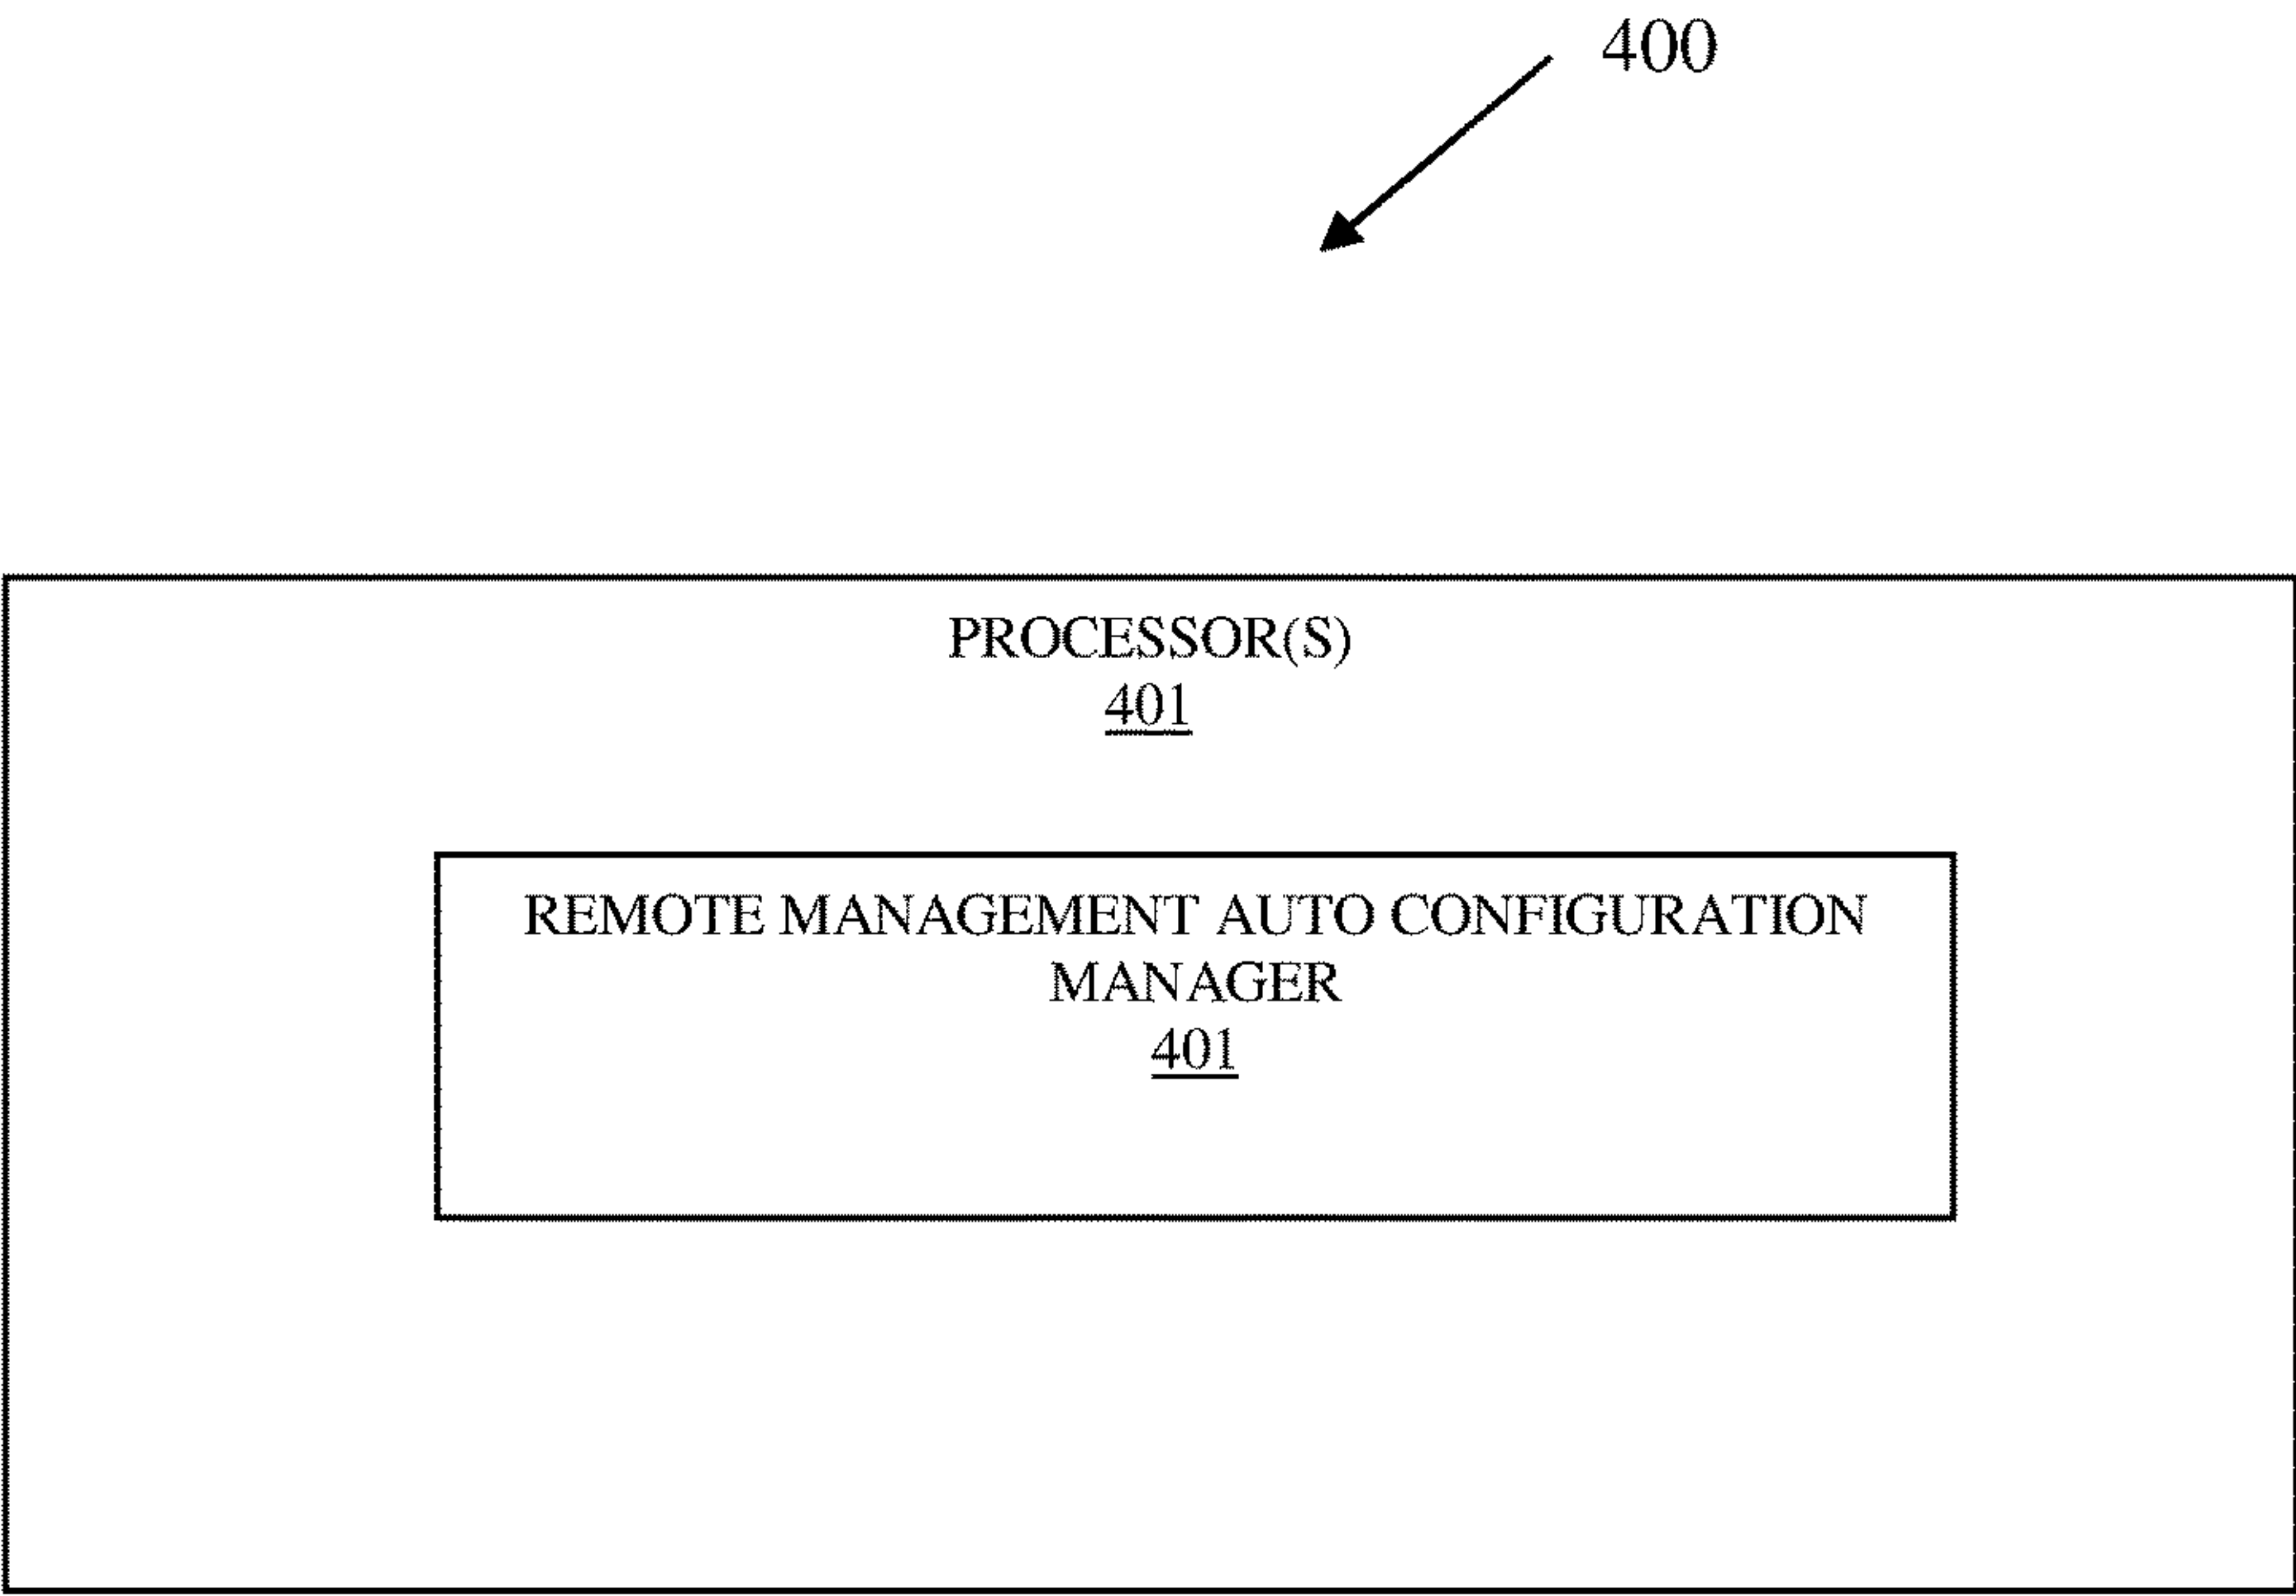 400
PROCESSOR(S)
401
REMOTE MANAGEMENT AUTO CONFIGURATION
MANAGER
401